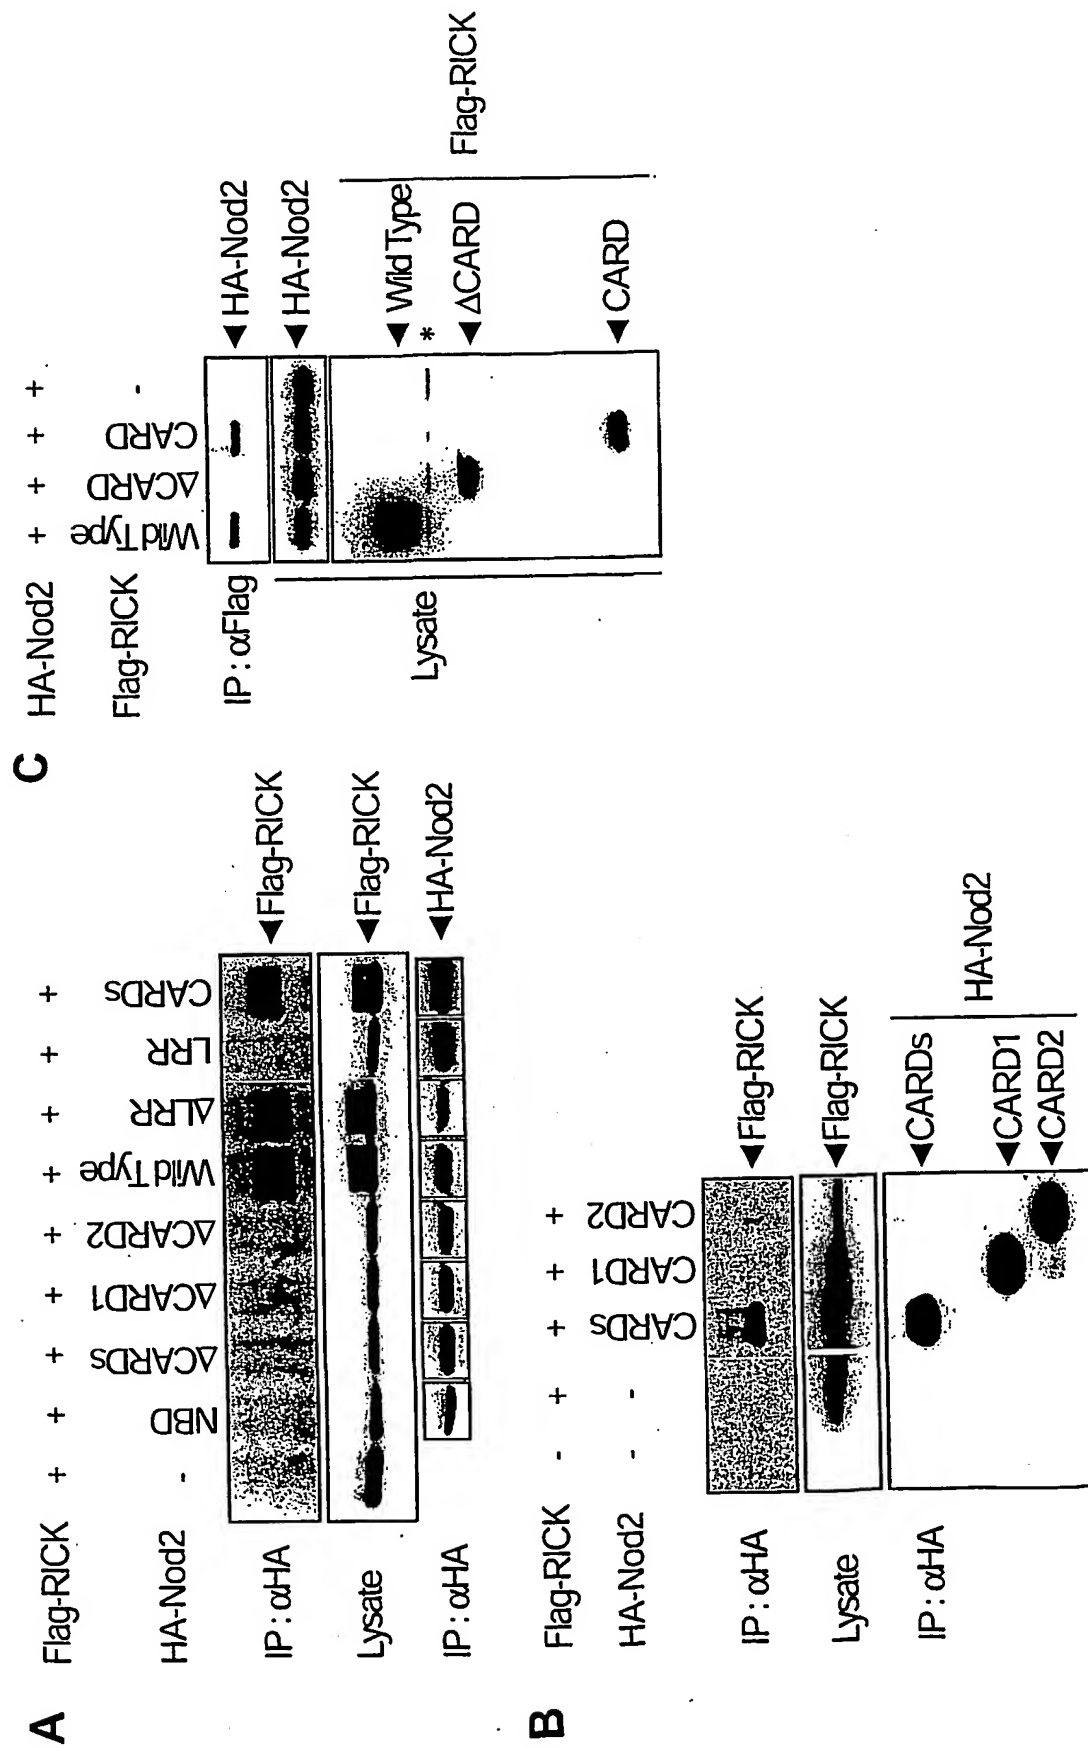 A
Flag-RICK + + + + + + + + +
HA-Nod2 - NBD ΔCARDs ΔCARD1 ΔCARD2 Wild Type ΔLRR LRR CARDs
IP : αHA ◄Flag-RICK
Lysate ◄Flag-RICK
IP : αHA ◄HA-Nod2
B
Flag-RICK - + + + +
HA-Nod2 - - CARDs CARD1 CARD2
IP : αHA ◄Flag-RICK
Lysate ◄Flag-RICK
IP : αHA ◄CARDs
◄CARD1
◄CARD2
HA-Nod2
C
HA-Nod2 + + + +
Flag-RICK Wild Type ΔCARD CARD -
IP : αFlag ◄HA-Nod2
Lysate ◄HA-Nod2
◄Wild Type
*
◄ΔCARD
◄CARD
Flag-RICK